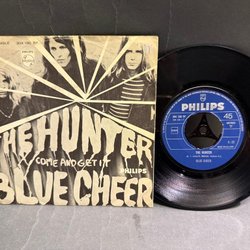 THE HUNTER
COME AND GET IT
PHILIPS
BLUE CHEER
PHILIPS
45
THE HUNTER
BLUE CHEER